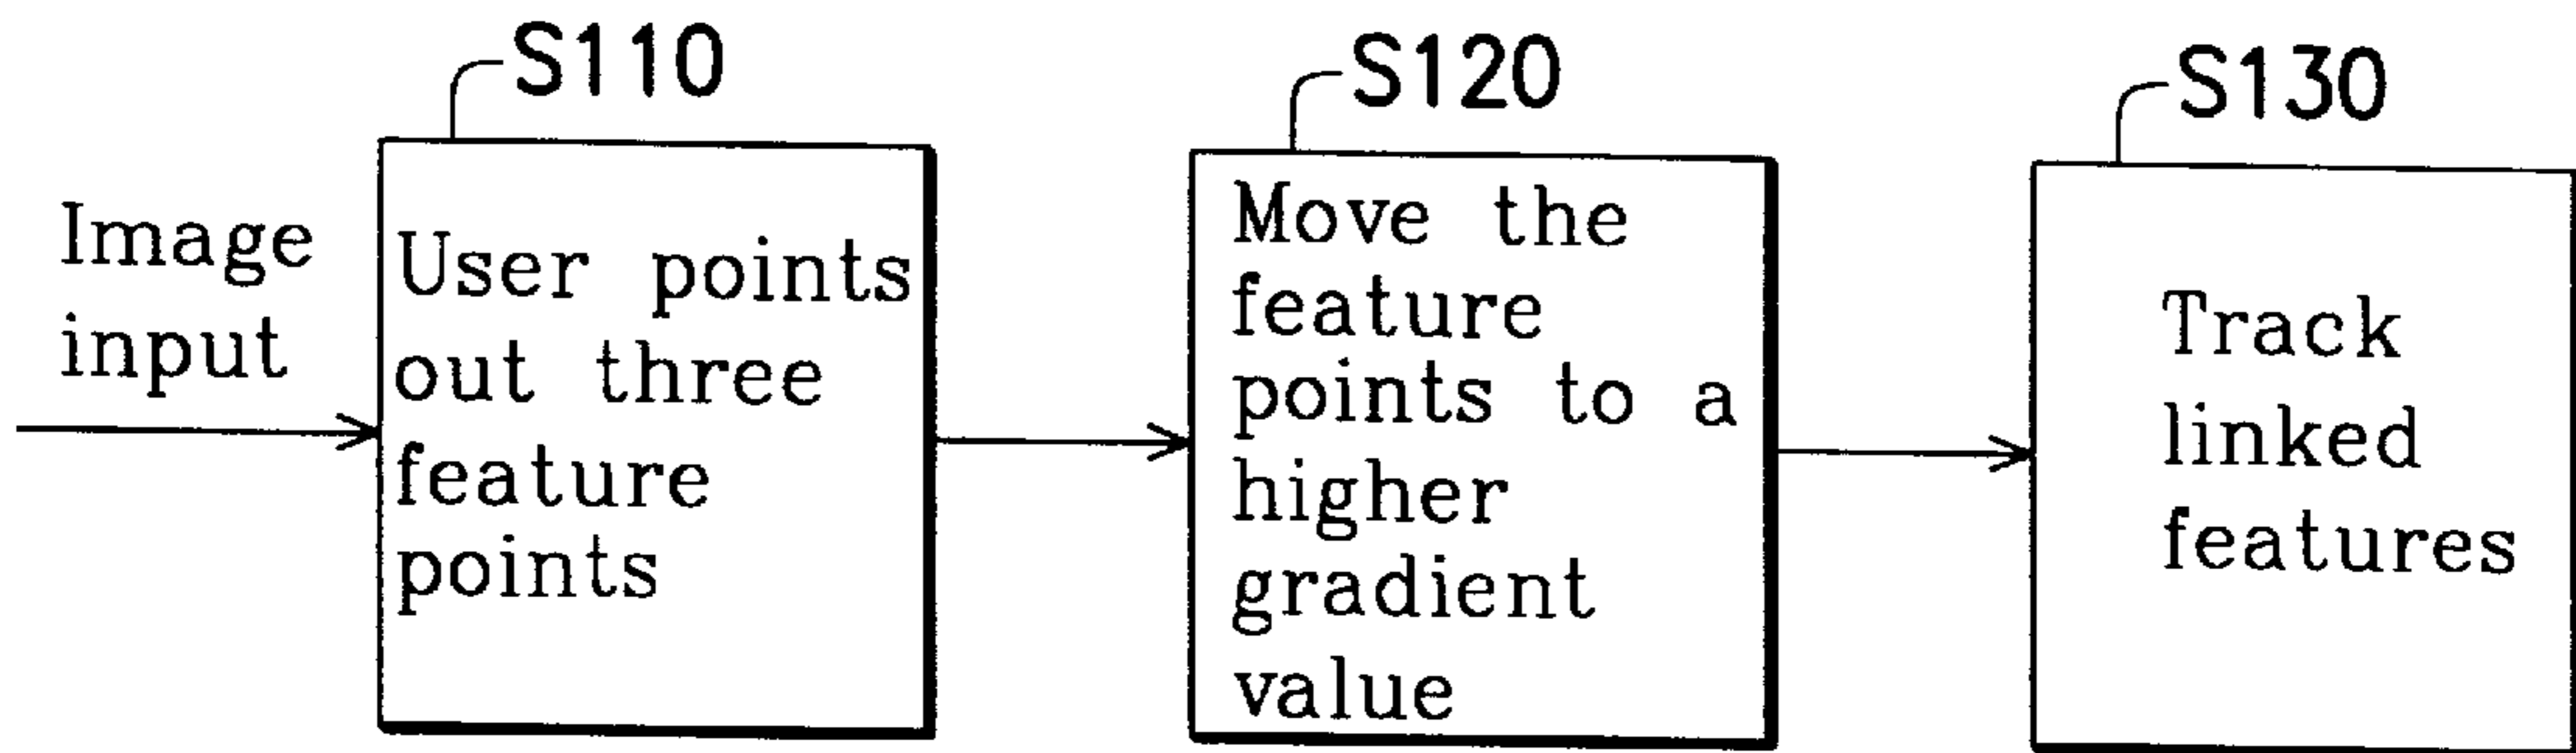 S110
S120
S130
Image
input
User points
out three
feature
points
Move the
feature
points to a
higher
gradient
value
Track
linked
features